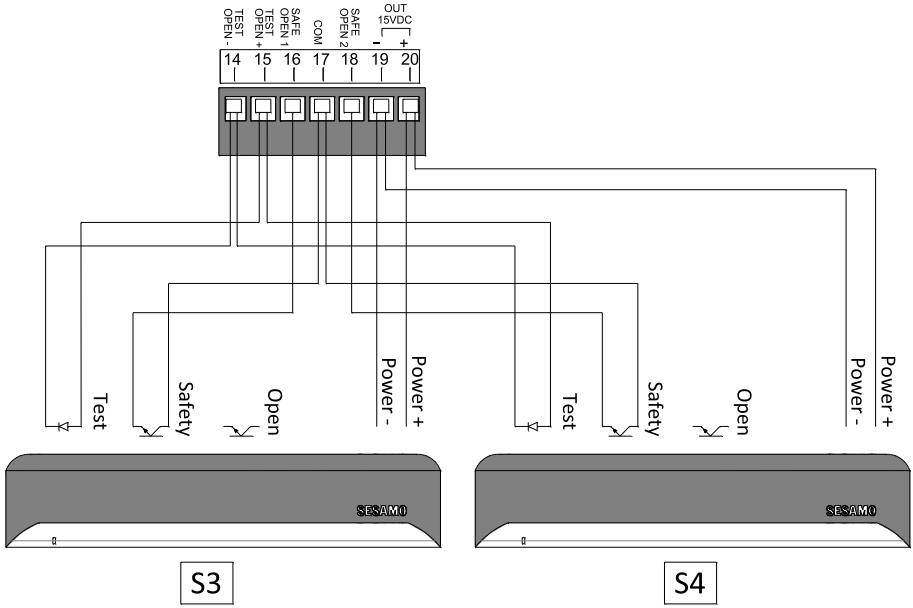 OUT
15VDC
TEST
OPEN -
TEST
OPEN +
SAFE
OPEN 1
COM
SAFE
OPEN 2
- +
14 15 16 17 18 19 20
Test
Safety
Open
Power -
Power +
Test
Safety
Open
Power -
Power +
SESAMO
SESAMO
S3
S4